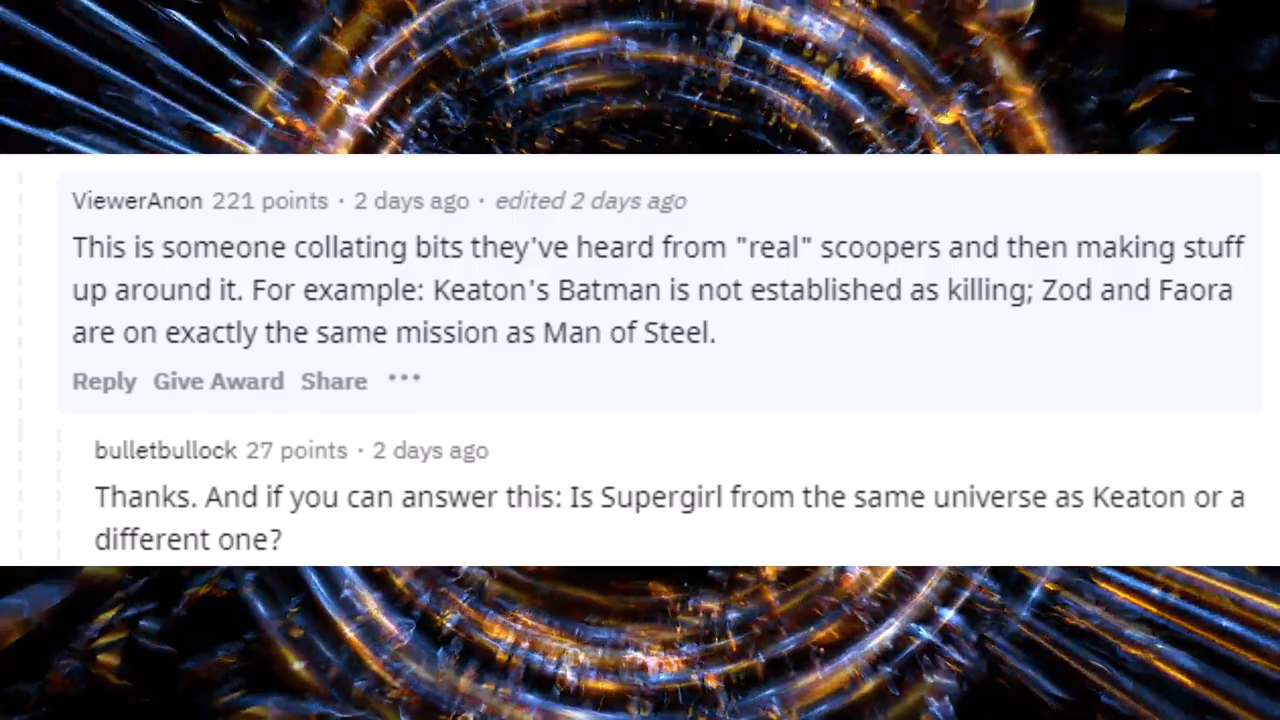 ViewerAnon 221 points · 2 days ago · edited 2 days ago
This is someone collating bits they've heard from "real" scoopers and then making stuff
up around it. For example: Keaton's Batman is not established as killing; Zod and Faora
are on exactly the same mission as Man of Steel.
Reply Give Award Share •••
bulletbullock 27 points · 2 days ago
Thanks. And if you can answer this: Is Supergirl from the same universe as Keaton or a
different one?